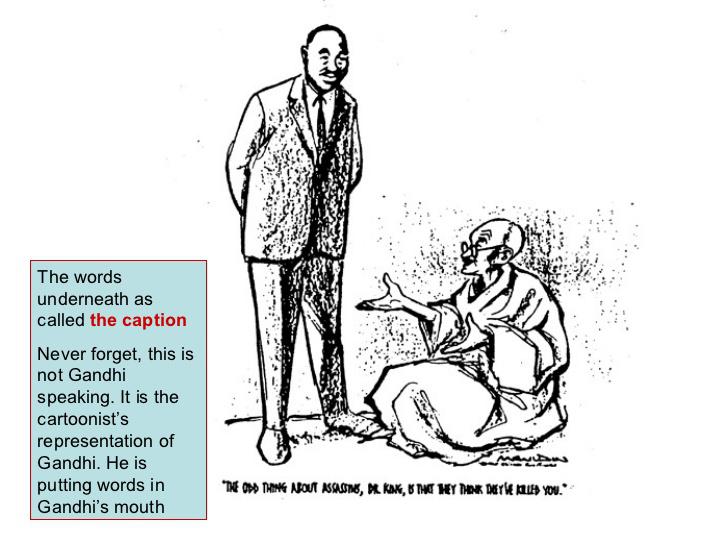 The words
underneath as
called the caption
Never forget, this is
not Gandhi
speaking. It is the
cartoonist's
representation of
Gandhi. He is
putting words in
Gandhi's mouth
MAULDIN
"THE ODD THING ABOUT ASSASSINS, DR. KING, IS THAT THEY THINK THEY'VE KILLED YOU."